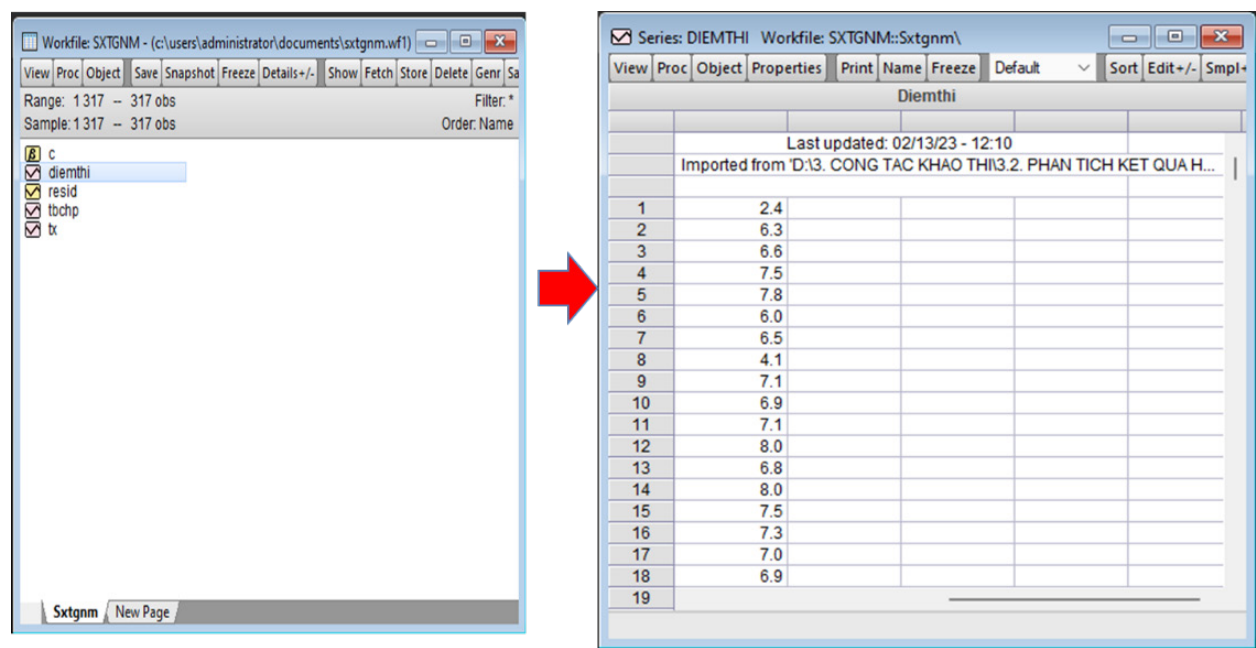 Workfile: SXTGNM - (c:\users\administrator\documents\sxtgnm.wf1)
View Proc Object Save Snapshot Freeze Details+/- Show Fetch Store Delete Genr Sa
Range: 1 317 -- 317 obs Filter: *
Sample: 1 317 -- 317 obs Order: Name
β c
diemthi
resid
tbchp
tx
Sxtgnm New Page
Series: DIEMTHI Workfile: SXTGNM::Sxtgnm\
View Proc Object Properties Print Name Freeze Default Sort Edit+/- Smpl+
Diemthi
Last updated: 02/13/23 - 12:10
Imported from 'D:\3. CONG TAC KHAO THI\3.2. PHAN TICH KET QUA H...
1 2.4
2 6.3
3 6.6
4 7.5
5 7.8
6 6.0
7 6.5
8 4.1
9 7.1
10 6.9
11 7.1
12 8.0
13 6.8
14 8.0
15 7.5
16 7.3
17 7.0
18 6.9
19